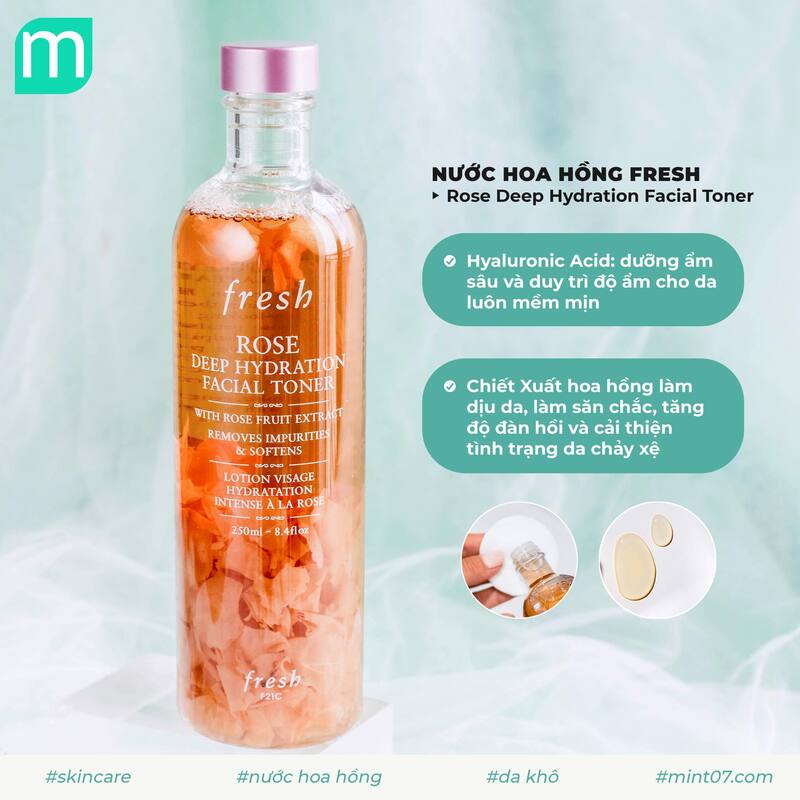 m
NƯỚC HOA HỒNG FRESH
Rose Deep Hydration Facial Toner
Hyaluronic Acid: dưỡng ẩm
sâu và duy trì độ ẩm cho da
luôn mềm mịn
Chiết Xuất hoa hồng làm
dịu da, làm săn chắc, tăng
độ đàn hồi và cải thiện
tình trạng da chảy xệ
fresh
ROSE
DEEP HYDRATION
FACIAL TONER
WITH ROSE FRUIT EXTRACT
REMOVES IMPURITIES
& SOFTENS
LOTION VISAGE
HYDRATATION
INTENSE À LA ROSE
250ml ~ 8.4floz
fresh
F21C
#skincare
#nước hoa hồng
#da khô
#mint07.com